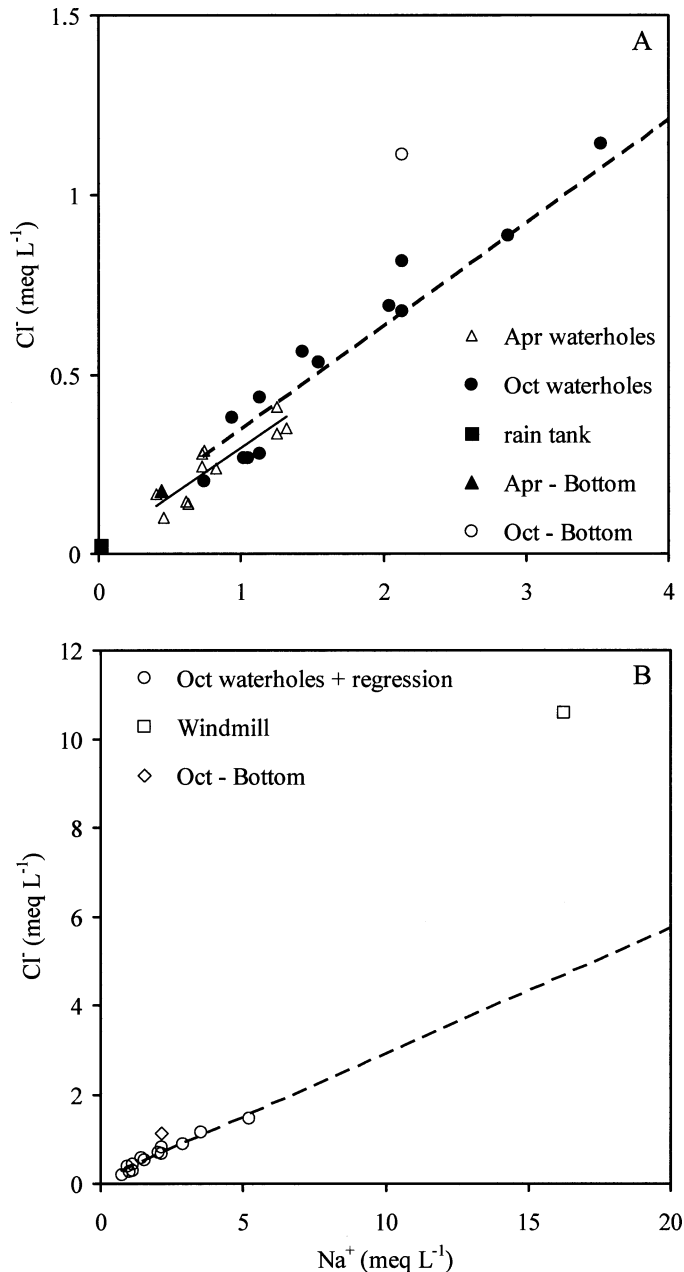 1.5
A
1
Cl⁻ (meq L⁻¹)
0.5
Apr waterholes
Oct waterholes
rain tank
Apr - Bottom
Oct - Bottom
0
0 1 2 3 4
12
B
Oct waterholes + regression
Windmill
Oct - Bottom
10
8
Cl⁻ (meq L⁻¹)
6
4
2
0
0 5 10 15 20
Na⁺ (meq L⁻¹)